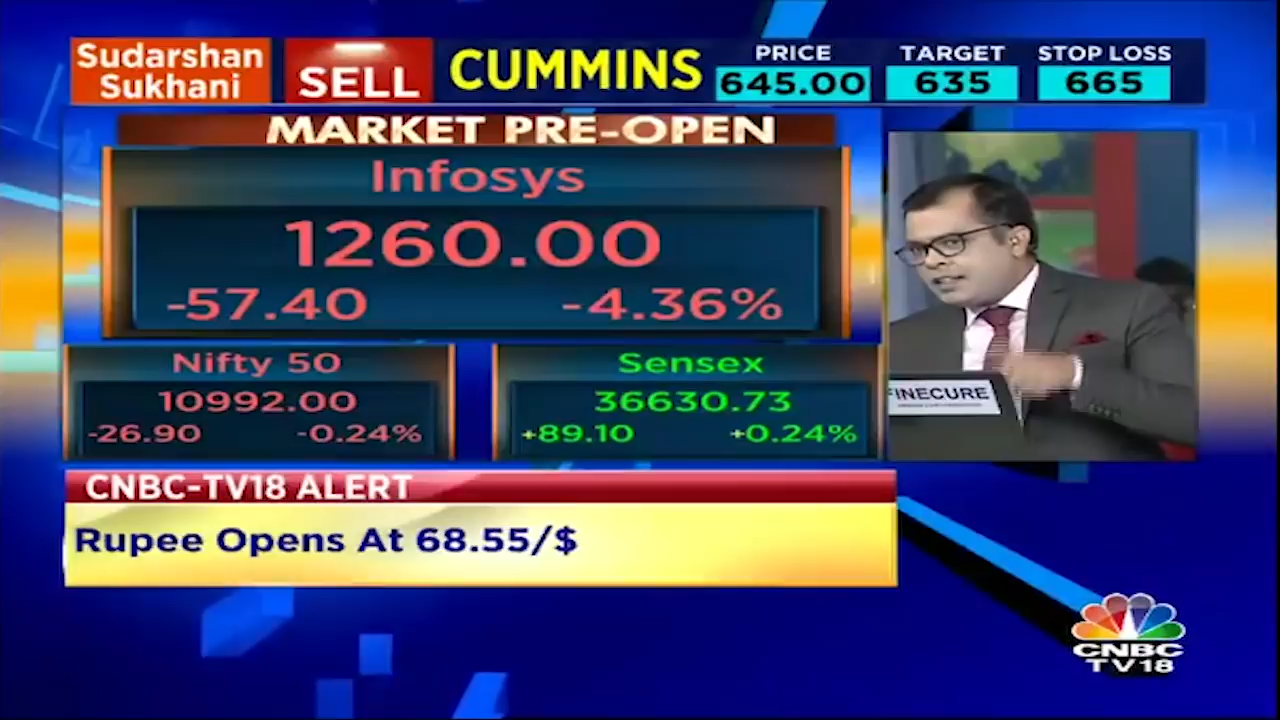 Sudarshan
Sukhani
SELL
CUMMINS
PRICE
645.00
TARGET
635
STOP LOSS
665
MARKET PRE-OPEN
Infosys
1260.00
-57.40 -4.36%
Nifty 50
10992.00
-26.90 -0.24%
Sensex
36630.73
+89.10 +0.24%
FINECURE
CNBC-TV18 ALERT
Rupee Opens At 68.55/$
CNBC
TV18